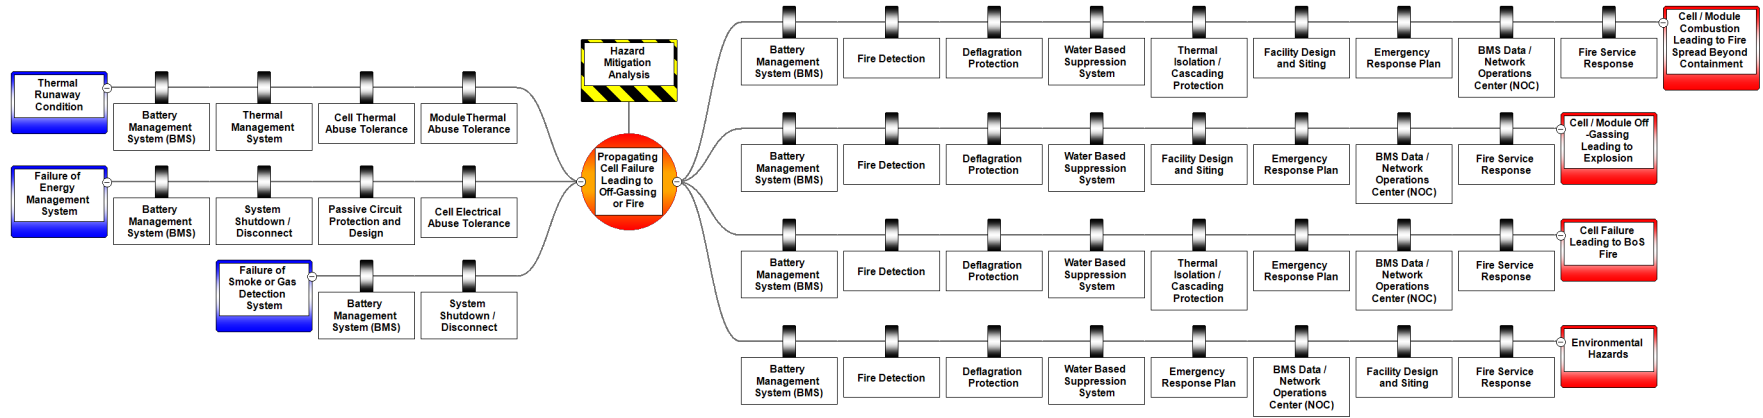 Hazard
Mitigation
Analysis
Thermal
Runaway
Condition
Battery
Management
System (BMS)
Thermal
Management
System
Cell Thermal
Abuse Tolerance
Module Thermal
Abuse Tolerance
Failure of
Energy
Management
System
Battery
Management
System (BMS)
System
Shutdown /
Disconnect
Passive Circuit
Protection and
Design
Cell Electrical
Abuse Tolerance
Failure of
Smoke or Gas
Detection
System
Battery
Management
System (BMS)
System
Shutdown /
Disconnect
Propagating
Cell Failure
Leading to
Off-Gassing
or Fire
Battery
Management
System (BMS)
Fire Detection
Deflagration
Protection
Water Based
Suppression
System
Thermal
Isolation /
Cascading
Protection
Facility Design
and Siting
Emergency
Response Plan
BMS Data /
Network
Operations
Center (NOC)
Fire Service
Response
Cell / Module
Combustion
Leading to Fire
Spread Beyond
Containment
Battery
Management
System (BMS)
Fire Detection
Deflagration
Protection
Water Based
Suppression
System
Facility Design
and Siting
Emergency
Response Plan
BMS Data /
Network
Operations
Center (NOC)
Fire Service
Response
Cell / Module Off
-Gassing
Leading to
Explosion
Battery
Management
System (BMS)
Fire Detection
Deflagration
Protection
Water Based
Suppression
System
Thermal
Isolation /
Cascading
Protection
Emergency
Response Plan
BMS Data /
Network
Operations
Center (NOC)
Fire Service
Response
Cell Failure
Leading to BoS
Fire
Battery
Management
System (BMS)
Fire Detection
Deflagration
Protection
Water Based
Suppression
System
Emergency
Response Plan
BMS Data /
Network
Operations
Center (NOC)
Facility Design
and Siting
Fire Service
Response
Environmental
Hazards